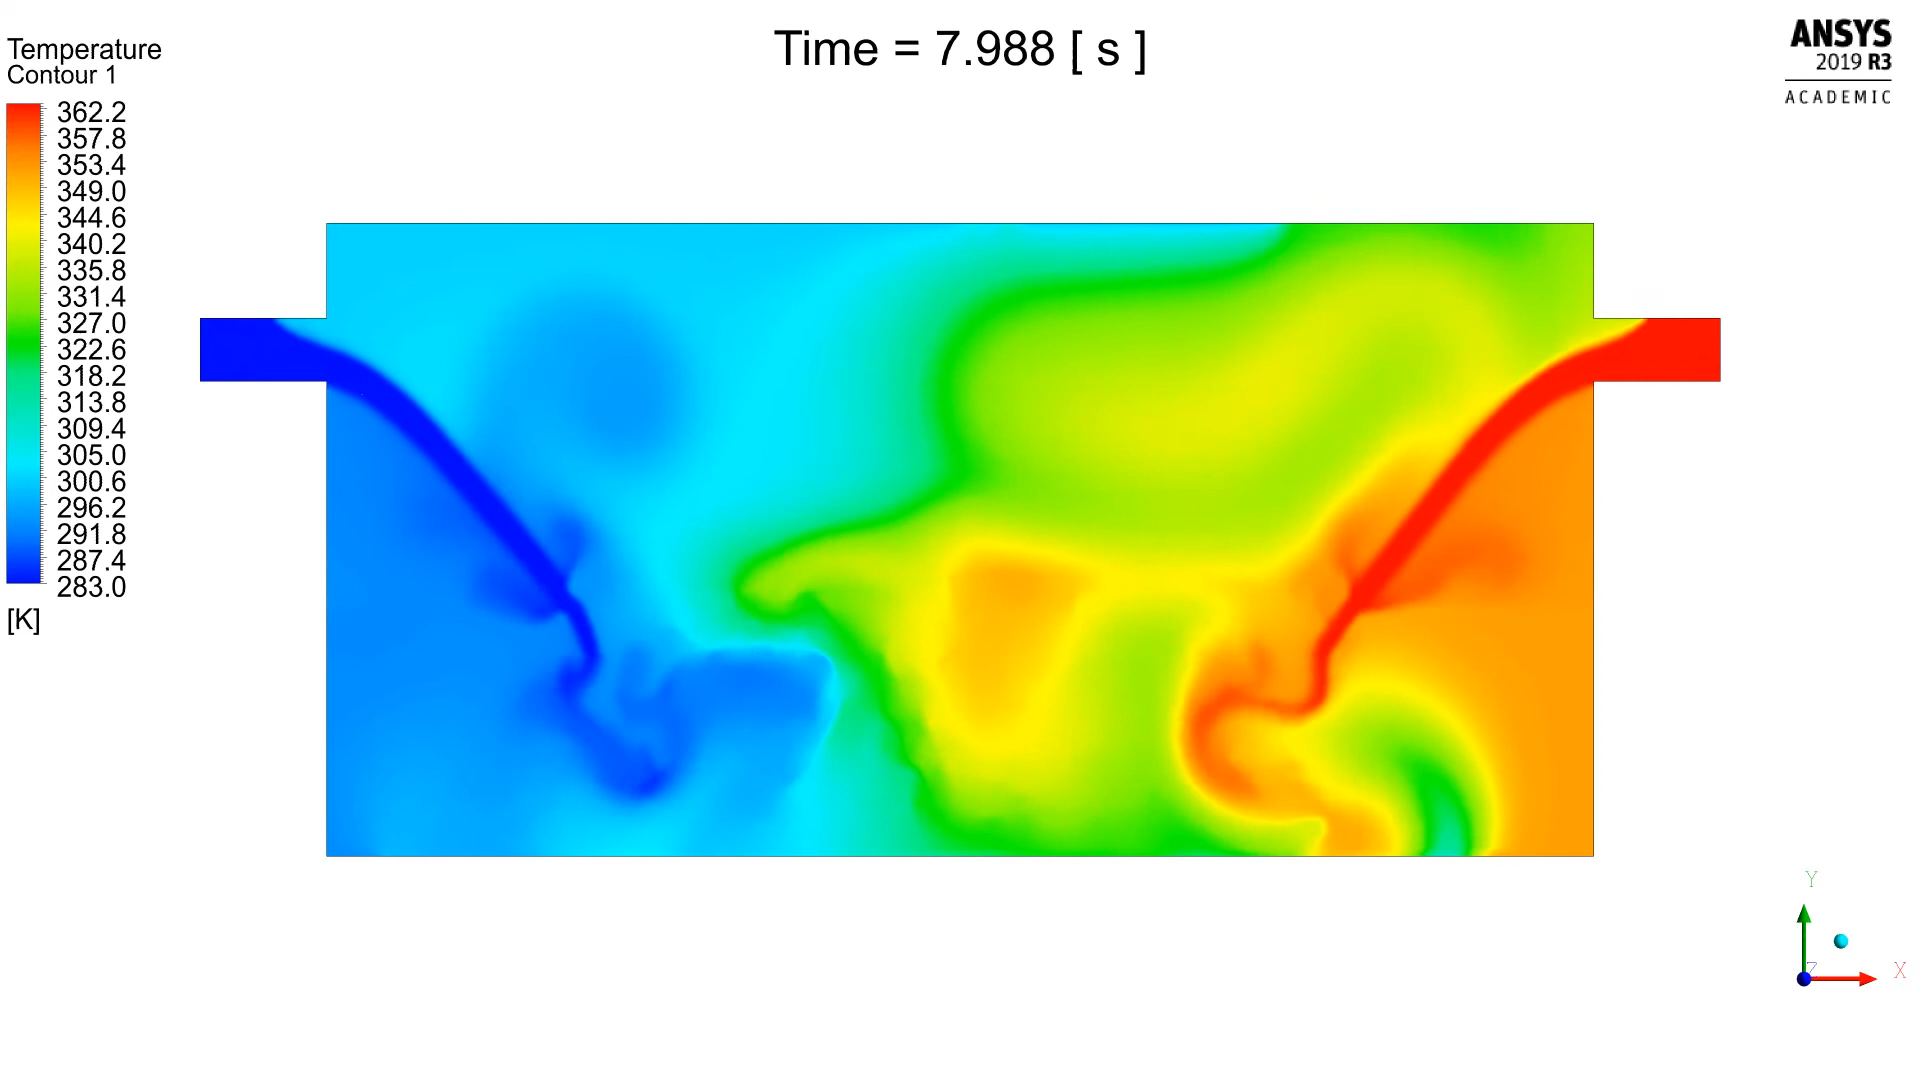 Time = 7.988 [ s ]
ANSYS
2019 R3
ACADEMIC
Temperature
Contour 1
362.2
357.8
353.4
349.0
344.6
340.2
335.8
331.4
327.0
322.6
318.2
313.8
309.4
305.0
300.6
296.2
291.8
287.4
283.0
[K]
Y
Z
X